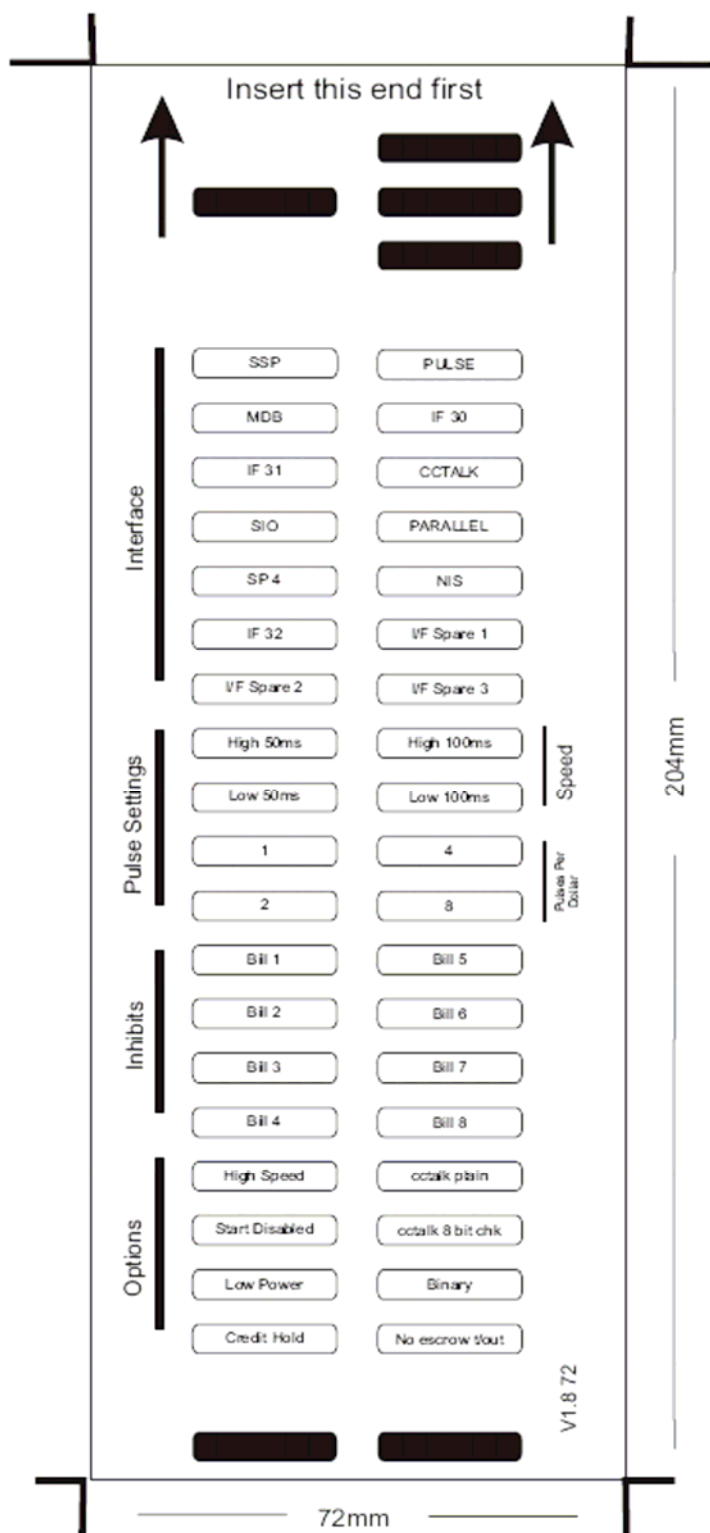 Insert this end first
Interface
SSP PULSE
MDB IF 30
IF 31 CCTALK
SIO PARALLEL
SP4 NIS
IF 32 I/F Spare 1
I/F Spare 2 I/F Spare 3
Pulse Settings
High 50ms High 100ms
Speed
Low 50ms Low 100ms
1 4
Pulses Per
Dollar
2 8
Inhibits
Bill 1 Bill 5
Bill 2 Bill 6
Bill 3 Bill 7
Bill 4 Bill 8
Options
High Speed cctalk plain
Start Disabled cctalk 8 bit chk
Low Power Binary
Credit Hold No escrow t/out
V1.8 72
204mm
72mm